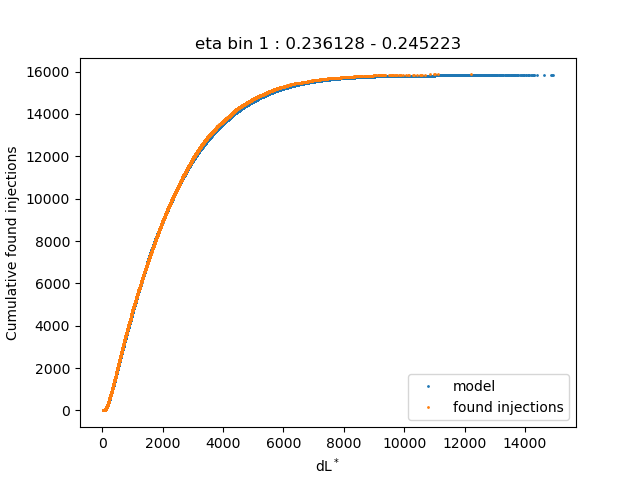 eta bin 1 : 0.236128 - 0.245223
Cumulative found injections
16000
14000
12000
10000
8000
6000
4000
2000
0
0 2000 4000 6000 8000 10000 12000 14000
dL*
model
found injections